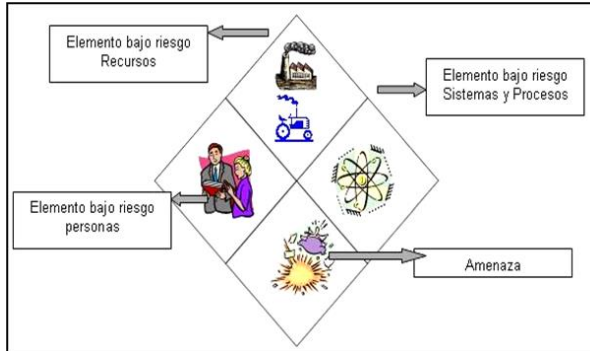 Elemento bajo riesgo
Recursos
Elemento bajo riesgo
Sistemas y Procesos
Elemento bajo riesgo
personas
Amenaza